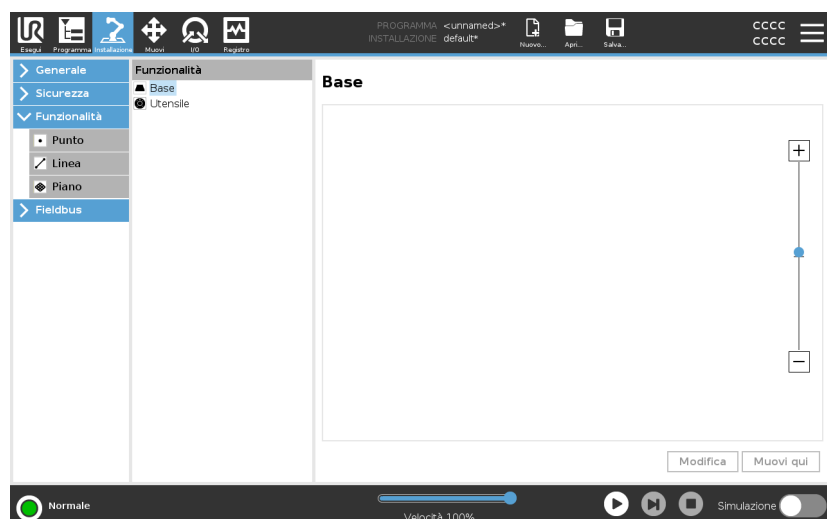 PROGRAMMA <unnamed>*
INSTALLAZIONE default*
CCCC
CCCC
UR
Esegui Programma Installazione Muovi I/O Registro Nuovo... Apri... Salva...
Generale
Sicurezza
Funzionalità
Punto
Linea
Piano
Fieldbus
Funzionalità
Base
Utensile
Base
+
−
Modifica Muovi qui
Normale
Velocità 100%
Simulazione